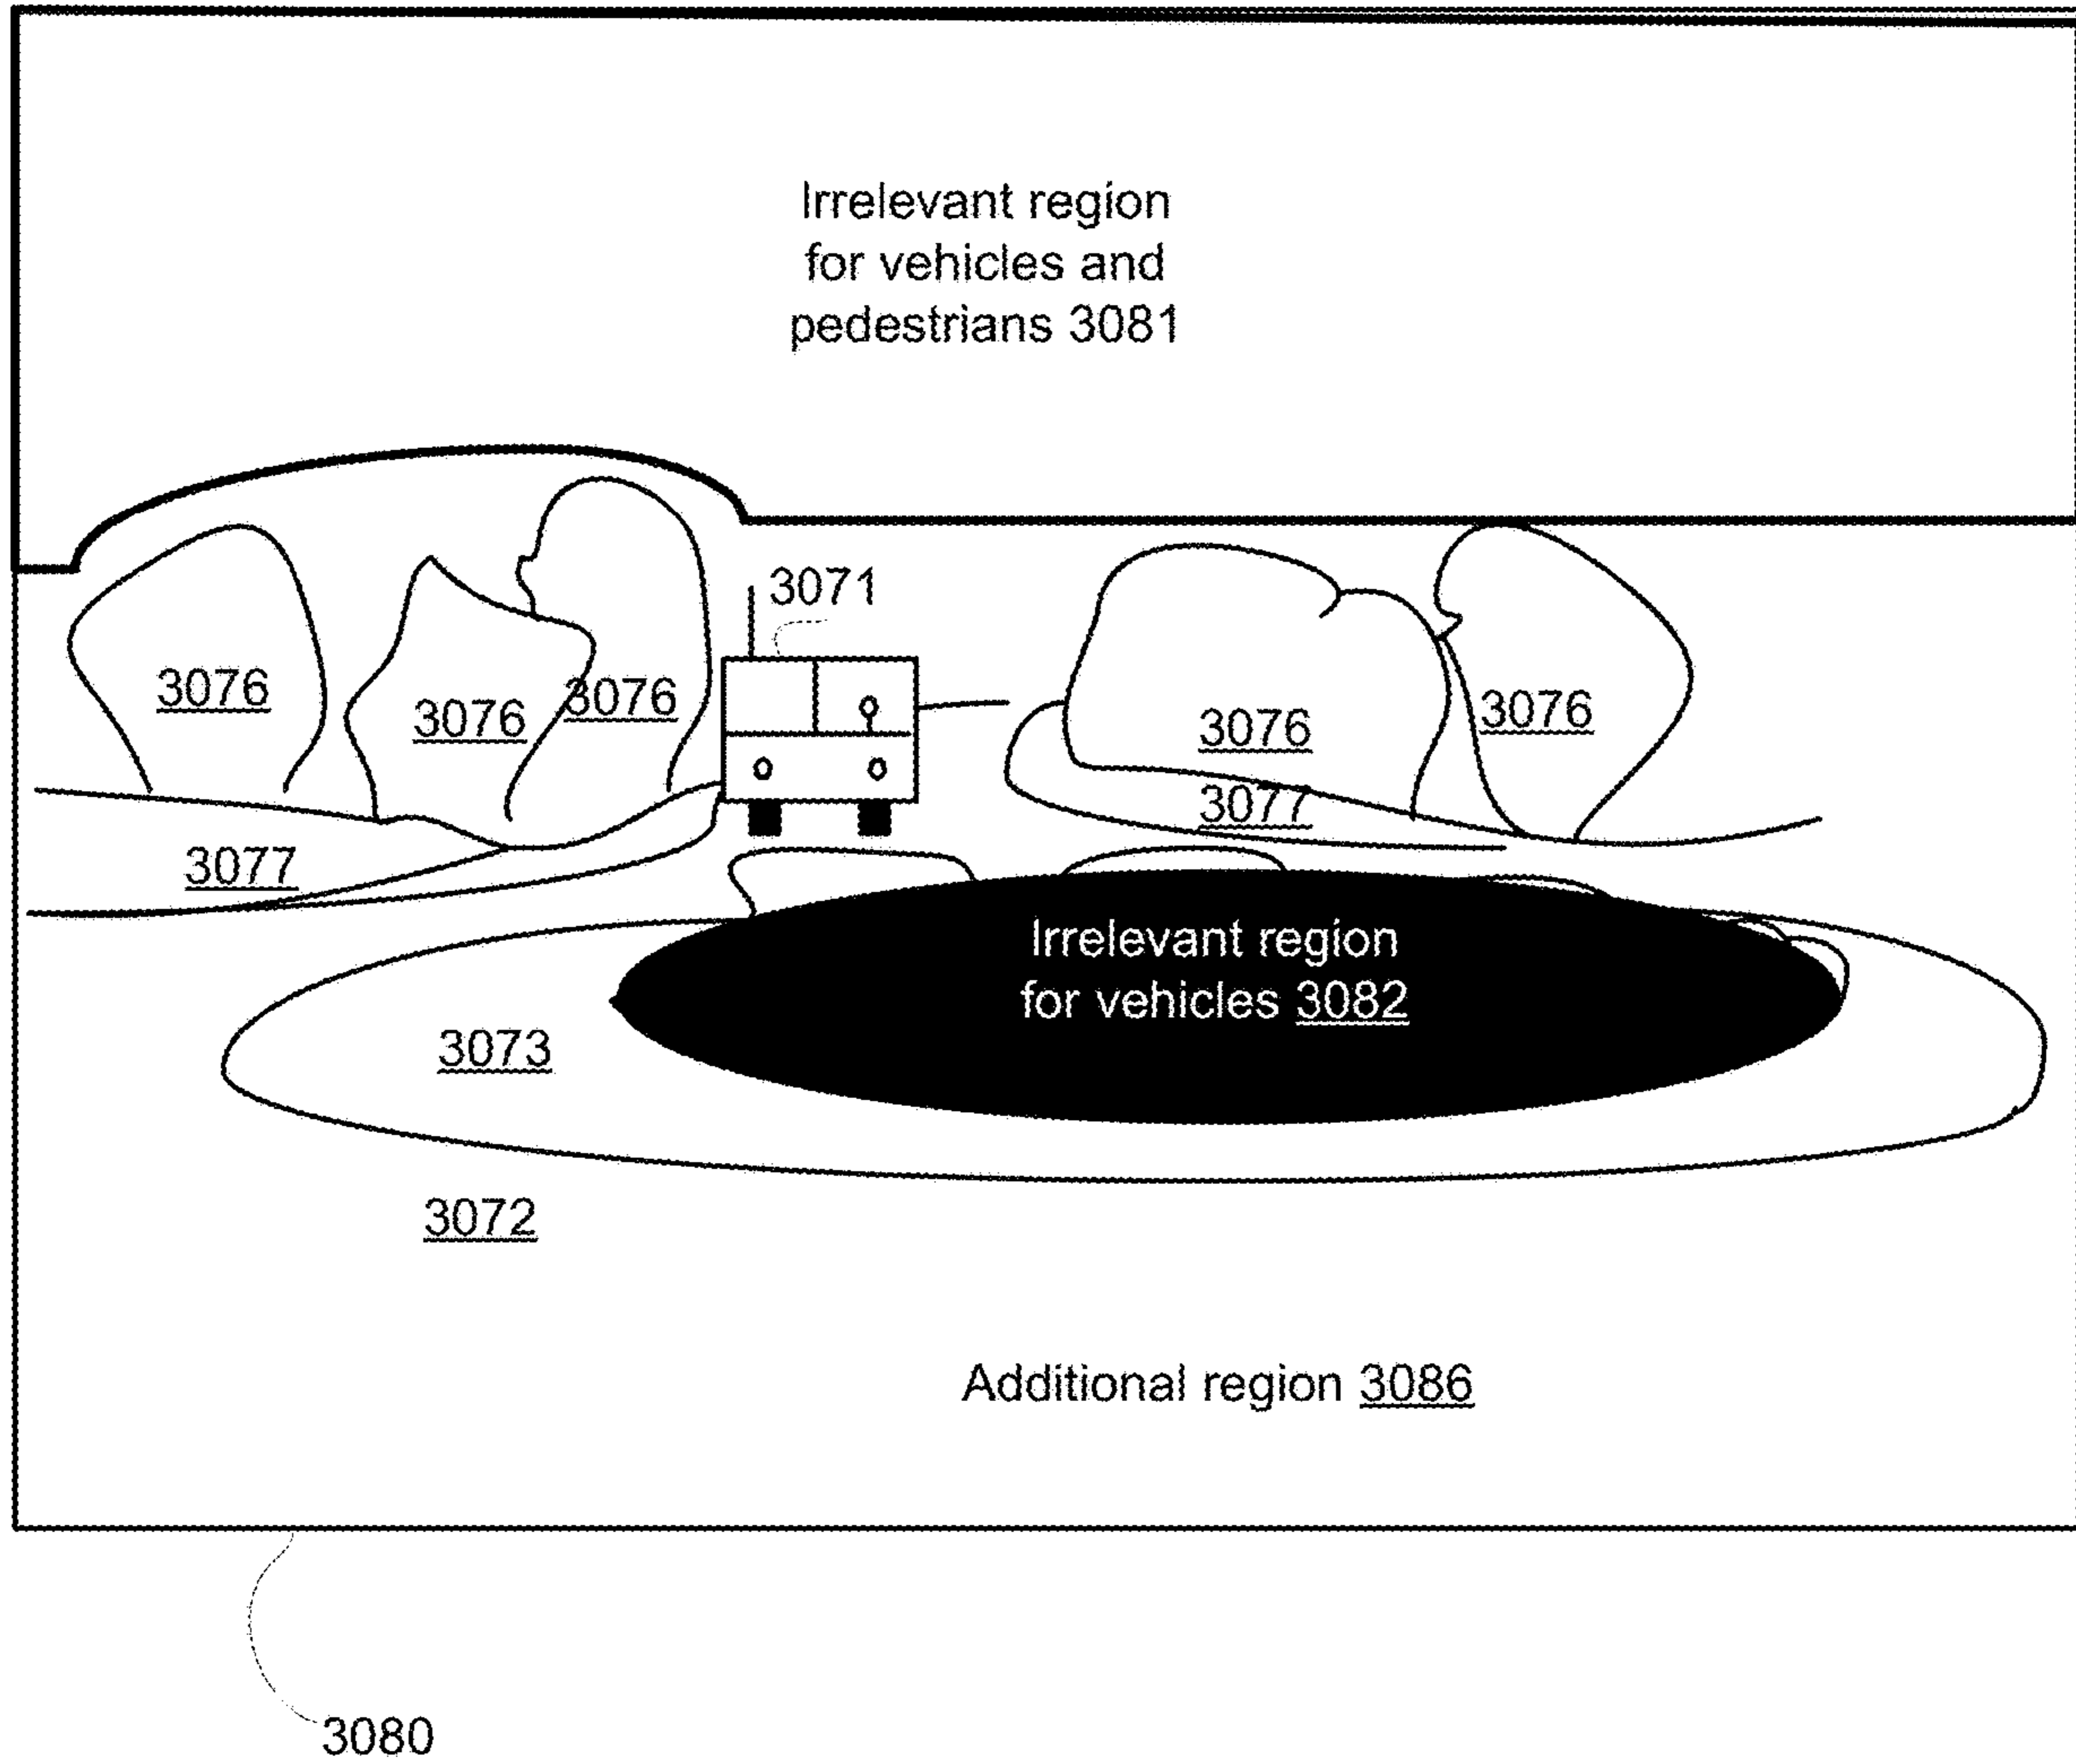 Irrelevant region
for vehicles and
pedestrians 3081
3071
3076
3076
3076
3076
3076
3077
3077
Irrelevant region
for vehicles 3082
3073
3072
Additional region 3086
3080